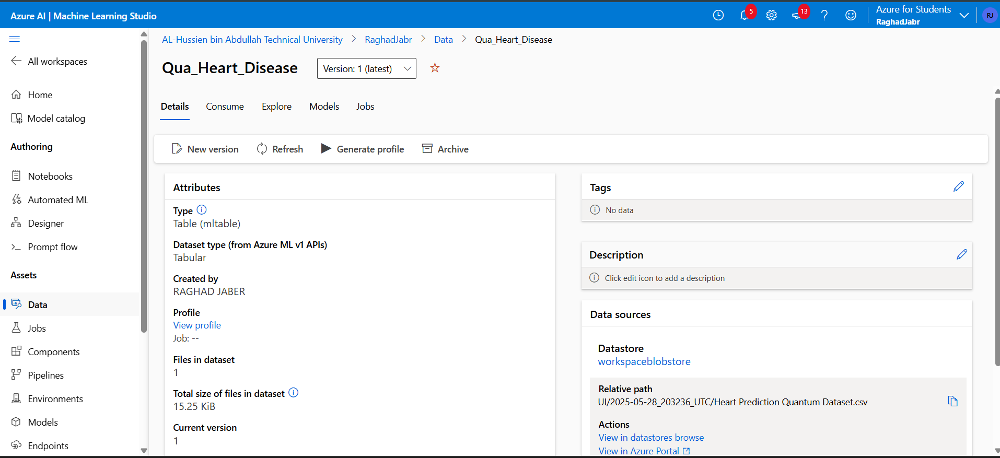 Azure AI | Machine Learning Studio
5
13
Azure for Students
RaghadJabr
RJ
All workspaces
Home
Model catalog
Authoring
Notebooks
Automated ML
Designer
Prompt flow
Assets
Data
Jobs
Components
Pipelines
Environments
Models
Endpoints
AL-Hussien bin Abdullah Technical University > RaghadJabr > Data > Qua_Heart_Disease
Qua_Heart_Disease
Version: 1 (latest)
Details Consume Explore Models Jobs
New version Refresh Generate profile Archive
Attributes
Type
Table (mltable)
Dataset type (from Azure ML v1 APIs)
Tabular
Created by
RAGHAD JABER
Profile
View profile
Job: --
Files in dataset
1
Total size of files in dataset
15.25 KiB
Current version
1
Tags
No data
Description
Click edit icon to add a description
Data sources
Datastore
workspaceblobstore
Relative path
UI/2025-05-28_203236_UTC/Heart Prediction Quantum Dataset.csv
Actions
View in datastores browse
View in Azure Portal